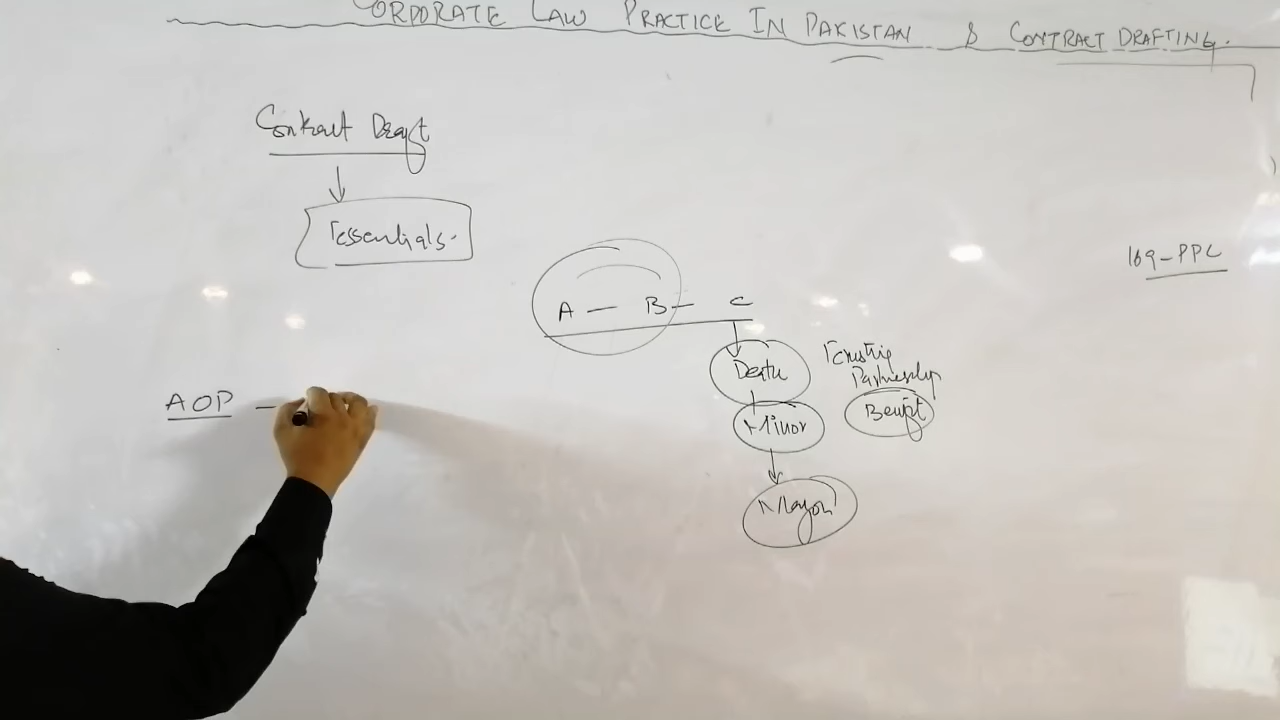 CORPORATE LAW PRACTICE IN PAKISTAN & CONTRACT DRAFTING.
Contract Draft
Essentials.
169-PPC
A — B — C
Death
Existing
Partnership
Benefit
Minor
AOP —
Major